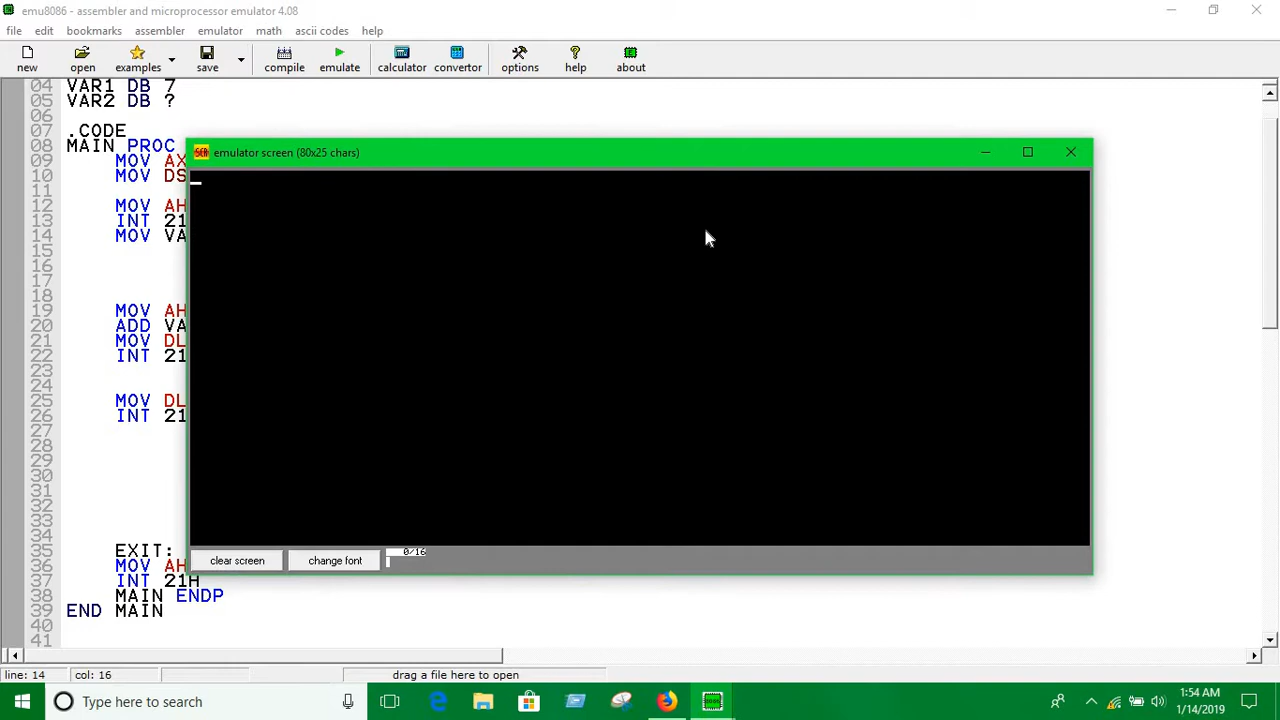 emu8086 - assembler and microprocessor emulator 4.08
file edit bookmarks assembler emulator math ascii codes help
new open examples save compile emulate calculator convertor options help about
04 VAR1 DB 7
05 VAR2 DB ?
06
07 .CODE
08 MAIN PROC
09 MOV AX
10 MOV DS
11
12 MOV AH
13 INT 21
14 MOV VA
15
16
17
18
19 MOV AH
20 ADD VA
21 MOV DL
22 INT 21
23
24
25 MOV DL
26 INT 21
27
28
29
30
31
32
33
34
35 EXIT:
36 MOV AH
37 INT 21H
38 MAIN ENDP
39 END MAIN
40
41
emulator screen (80x25 chars)
clear screen change font 0/16
line: 14 col: 16 drag a file here to open
Type here to search
1:54 AM
1/14/2019